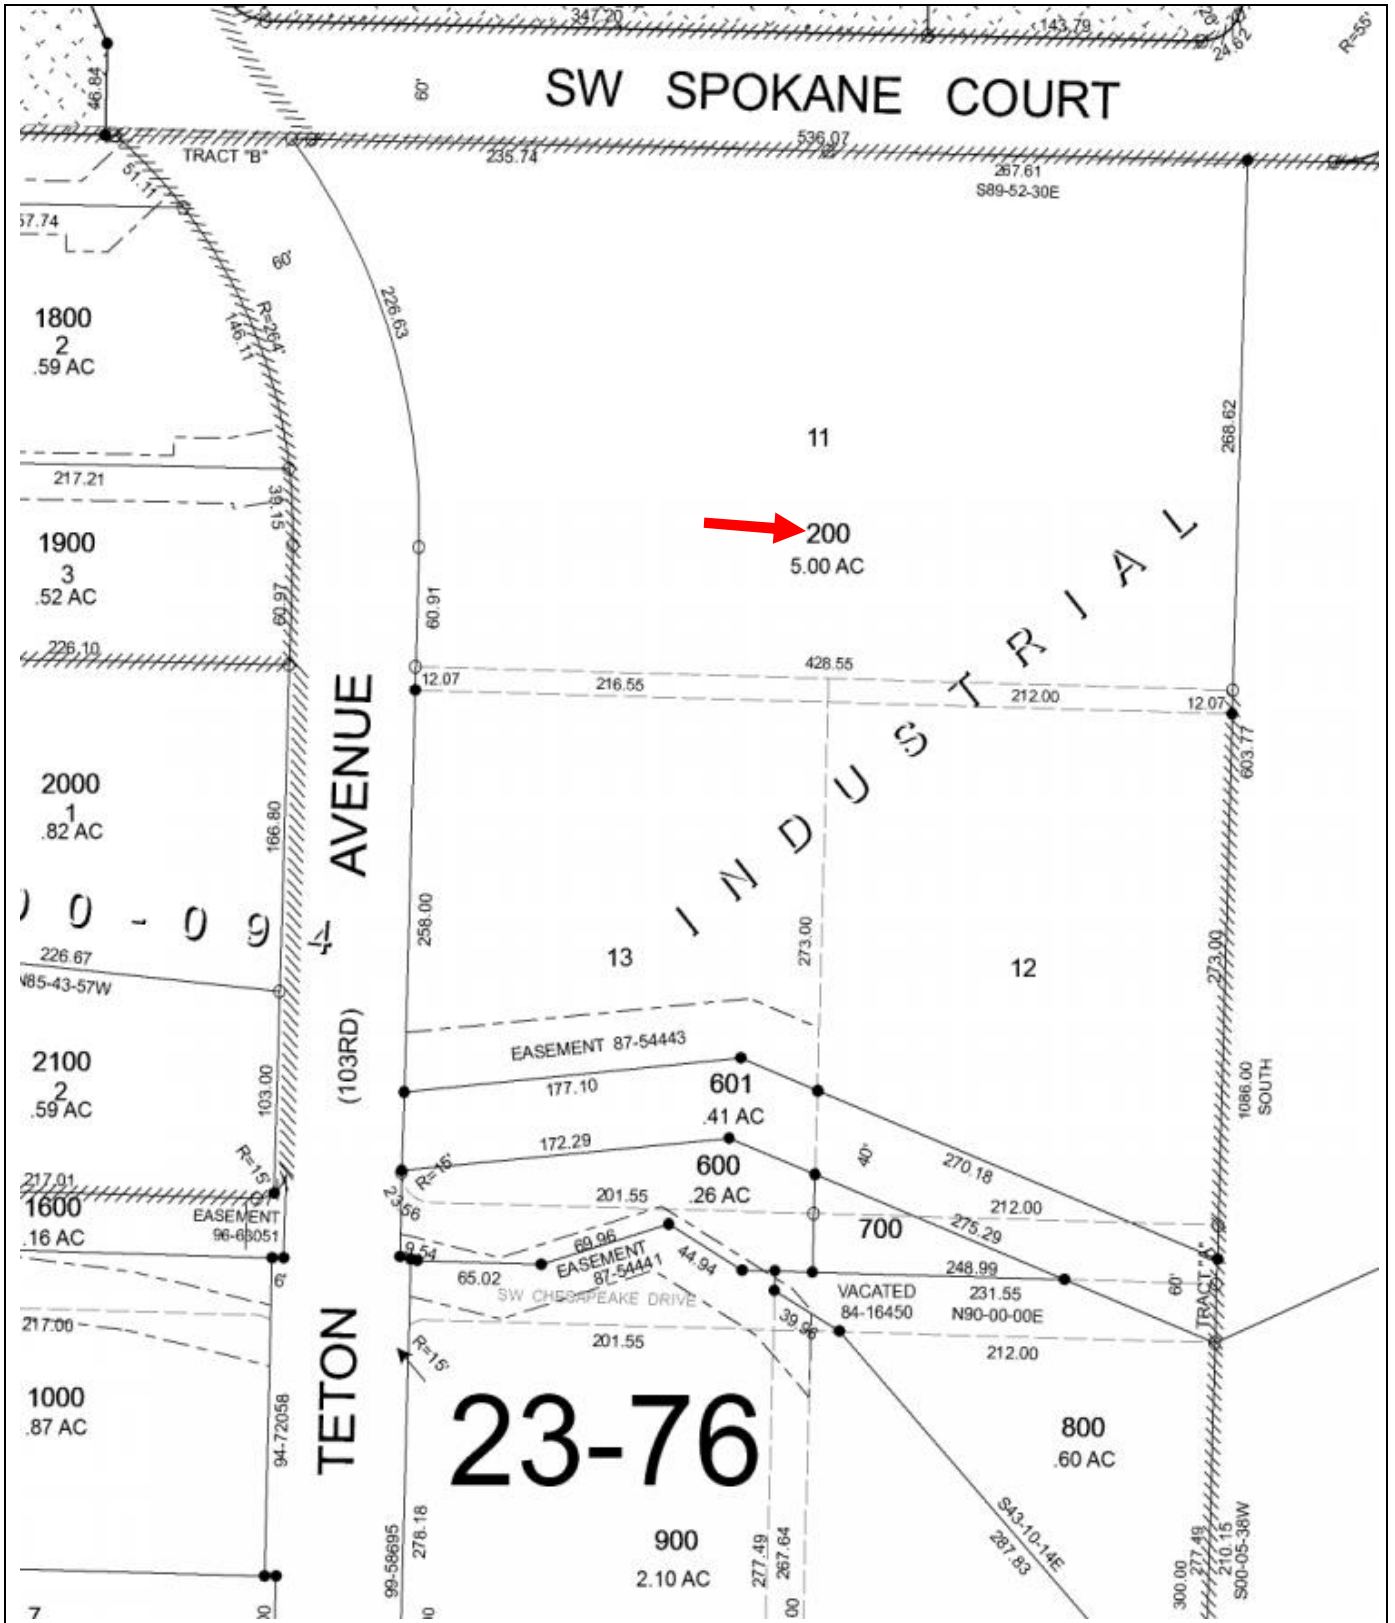 347.20
143.79
20'
24.62
R=55'
46.84
60'
SW SPOKANE COURT
536.07
TRACT "B"
235.74
267.61
S89-52-30E
51.11
57.74
60'
226.63
R=264'
146.11
1800
2
.59 AC
11
268.62
217.21
39.15
200
5.00 AC
1900
3
.52 AC
60.97
60.91
226.10
428.55
12.07
216.55
212.00
12.07
603.77
INDUSTRIAL
AVENUE
2000
1
.82 AC
166.80
258.00
273.00
273.00
0 0 - 0 9 4
226.67
N85-43-57W
13
12
(103RD)
EASEMENT 87-54443
2100
2
.59 AC
103.00
177.10
601
.41 AC
1086.00
SOUTH
172.29
40'
270.18
R=15'
R=15'
600
.26 AC
217.01
1600
.16 AC
EASEMENT
96-63051
23.56
201.55
212.00
700
275.29
9.54
69.96
EASEMENT
87-54441
44.94
65.02
6'
248.99
TRACT "A"
60'
VACATED
84-16450
231.55
N90-00-00E
SW CHESAPEAKE DRIVE
39.96
217.00
201.55
212.00
R=15'
TETON
1000
.87 AC
23-76
94-72058
800
.60 AC
S43-10-14E
287.83
99-58695
278.18
900
2.10 AC
277.49
267.64
300.00
277.49
210.15
S00-05-38W
7
00